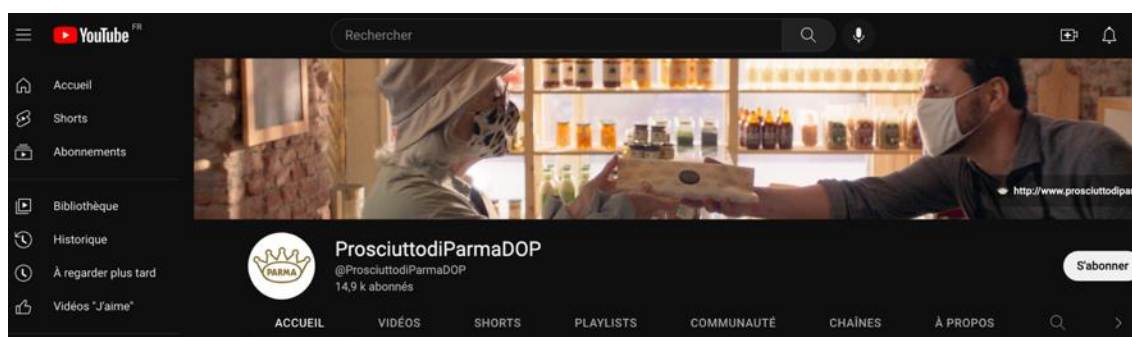 YouTube FR
Rechercher
Accueil
Shorts
Abonnements
Bibliothèque
Historique
À regarder plus tard
Vidéos "J'aime"
http://www.prosciuttodipar
PARMA
ProsciuttodiParmaDOP
@ProsciuttodiParmaDOP
14,9 k abonnés
S'abonner
ACCUEIL VIDÉOS SHORTS PLAYLISTS COMMUNAUTÉ CHAÎNES À PROPOS